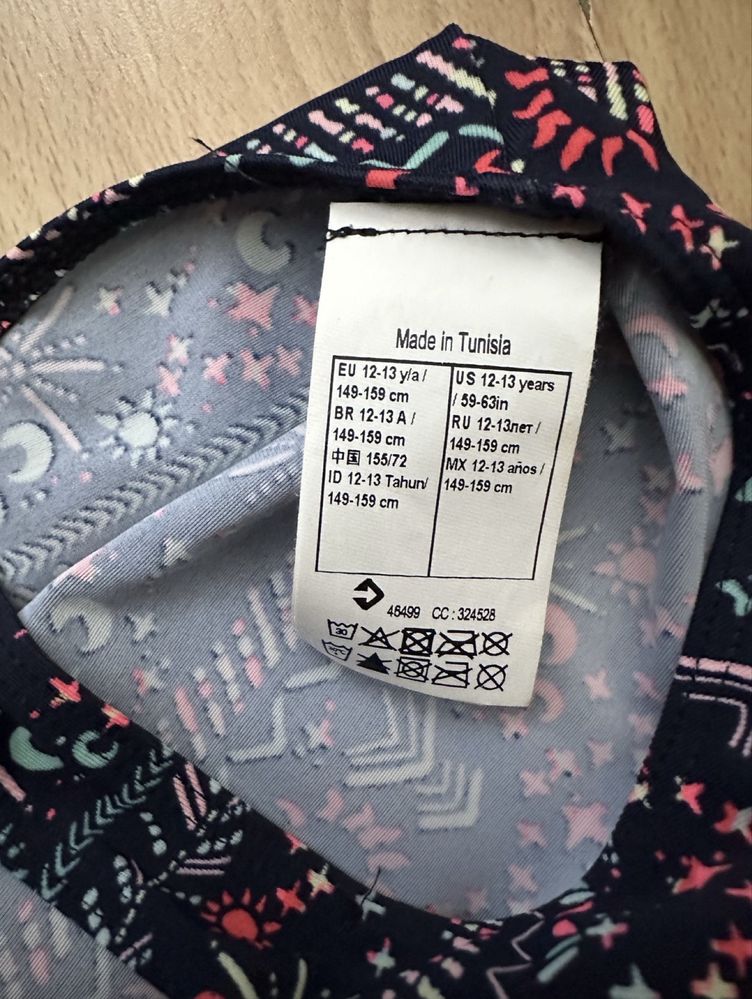 Made in Tunisia
EU 12-13 y/a /
149-159 cm
BR 12-13 A /
149-159 cm
中国 155/72
ID 12-13 Tahun/
149-159 cm
US 12-13 years
/ 59-63in
RU 12-13лет /
149-159 cm
MX 12-13 años /
149-159 cm
46499 CC : 324528
30